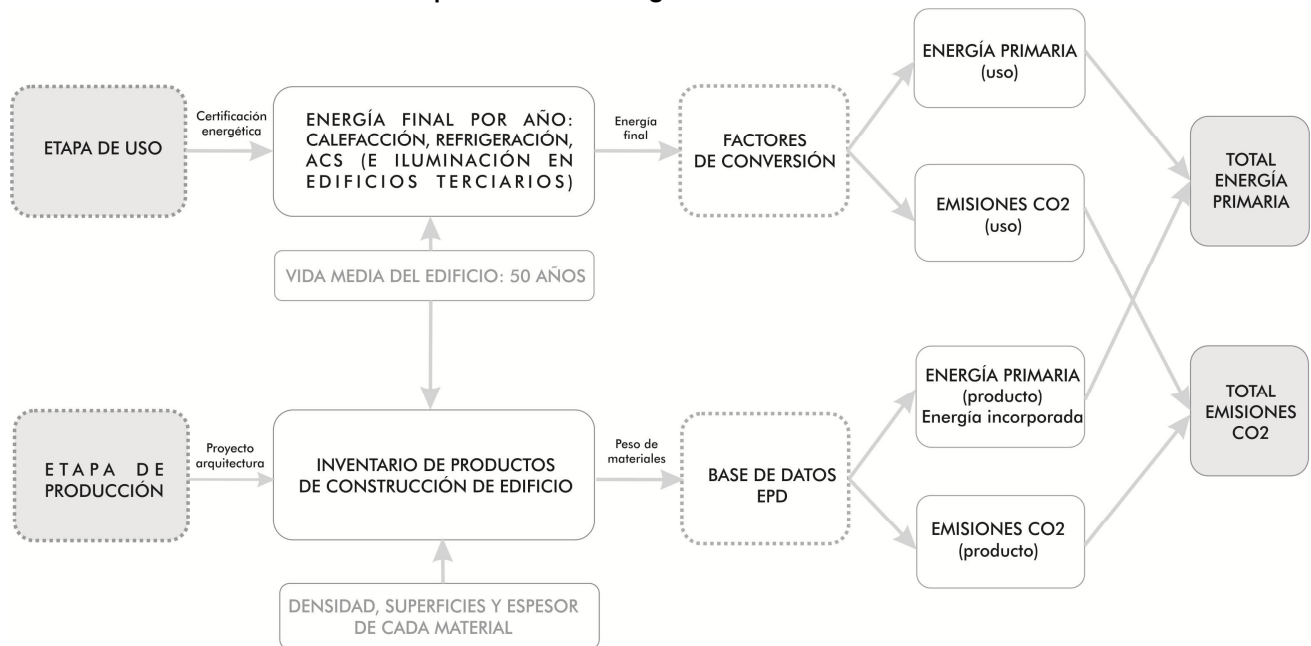 ETAPA DE USO
Certificación
energética
ENERGÍA FINAL POR AÑO:
CALEFACCIÓN, REFRIGERACIÓN,
ACS (E ILUMINACIÓN EN
EDIFICIOS TERCIARIOS)
Energía
final
FACTORES
DE CONVERSIÓN
ENERGÍA PRIMARIA
(uso)
EMISIONES CO2
(uso)
TOTAL
ENERGÍA
PRIMARIA
VIDA MEDIA DEL EDIFICIO: 50 AÑOS
ETAPA DE
PRODUCCIÓN
Proyecto
arquitectura
INVENTARIO DE PRODUCTOS
DE CONSTRUCCIÓN DE EDIFICIO
Peso de
materiales
BASE DE DATOS
EPD
ENERGÍA PRIMARIA
(producto)
Energía incorporada
EMISIONES CO2
(producto)
TOTAL
EMISIONES
CO2
DENSIDAD, SUPERFICIES Y ESPESOR
DE CADA MATERIAL